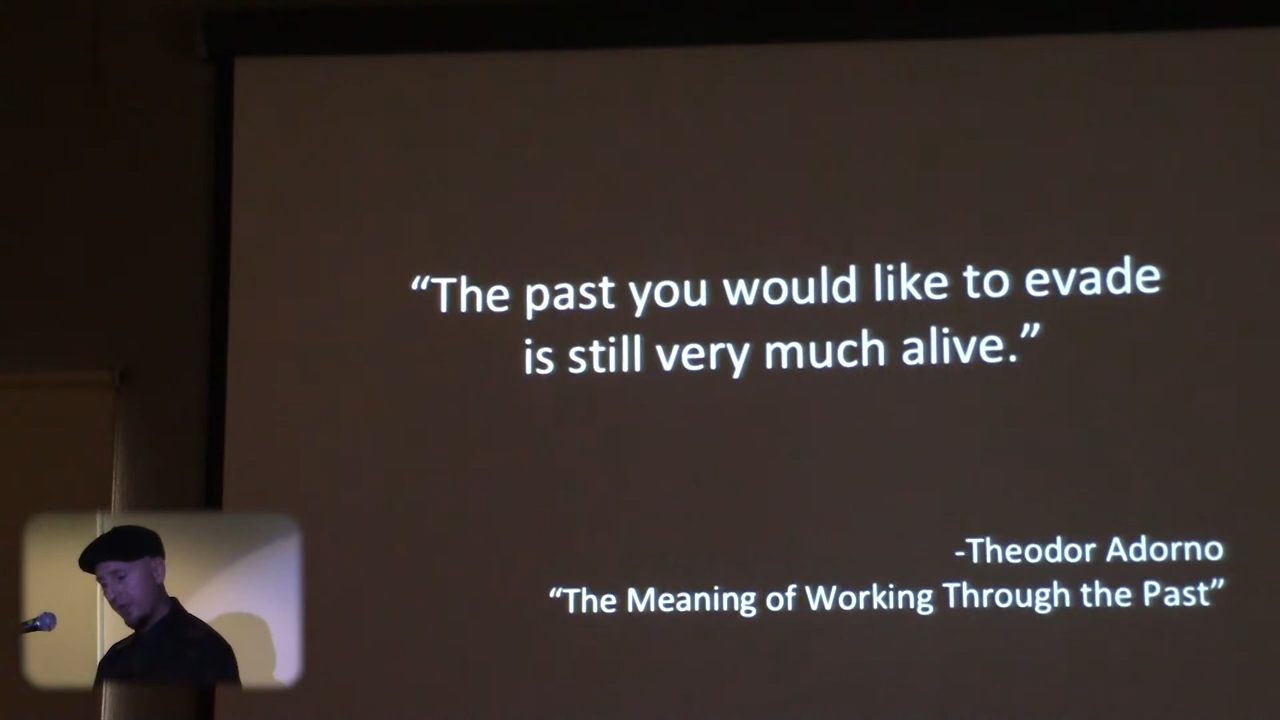 “The past you would like to evade
is still very much alive.”
-Theodor Adorno
“The Meaning of Working Through the Past”